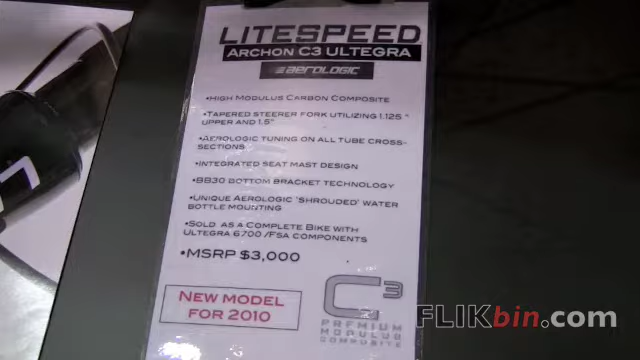 LITESPEED
ARCHON C3 ULTEGRA
AEROLOGIC
•HIGH MODULUS CARBON COMPOSITE
•TAPERED STEERER FORK UTILIZING 1.125 "
UPPER AND 1.5"
•AEROLOGIC TUNING ON ALL TUBE CROSS-
SECTIONS
•INTEGRATED SEAT MAST DESIGN
•BB30 BOTTOM BRACKET TECHNOLOGY
•UNIQUE AEROLOGIC 'SHROUDED' WATER
BOTTLE MOUNTING
•SOLD AS A COMPLETE BIKE WITH
ULTEGRA 6700 /FSA COMPONENTS
•MSRP $3,000
NEW MODEL
FOR 2010
C3
PREMIUM
MODULUS
COMPOSITE
FLIKbin.com